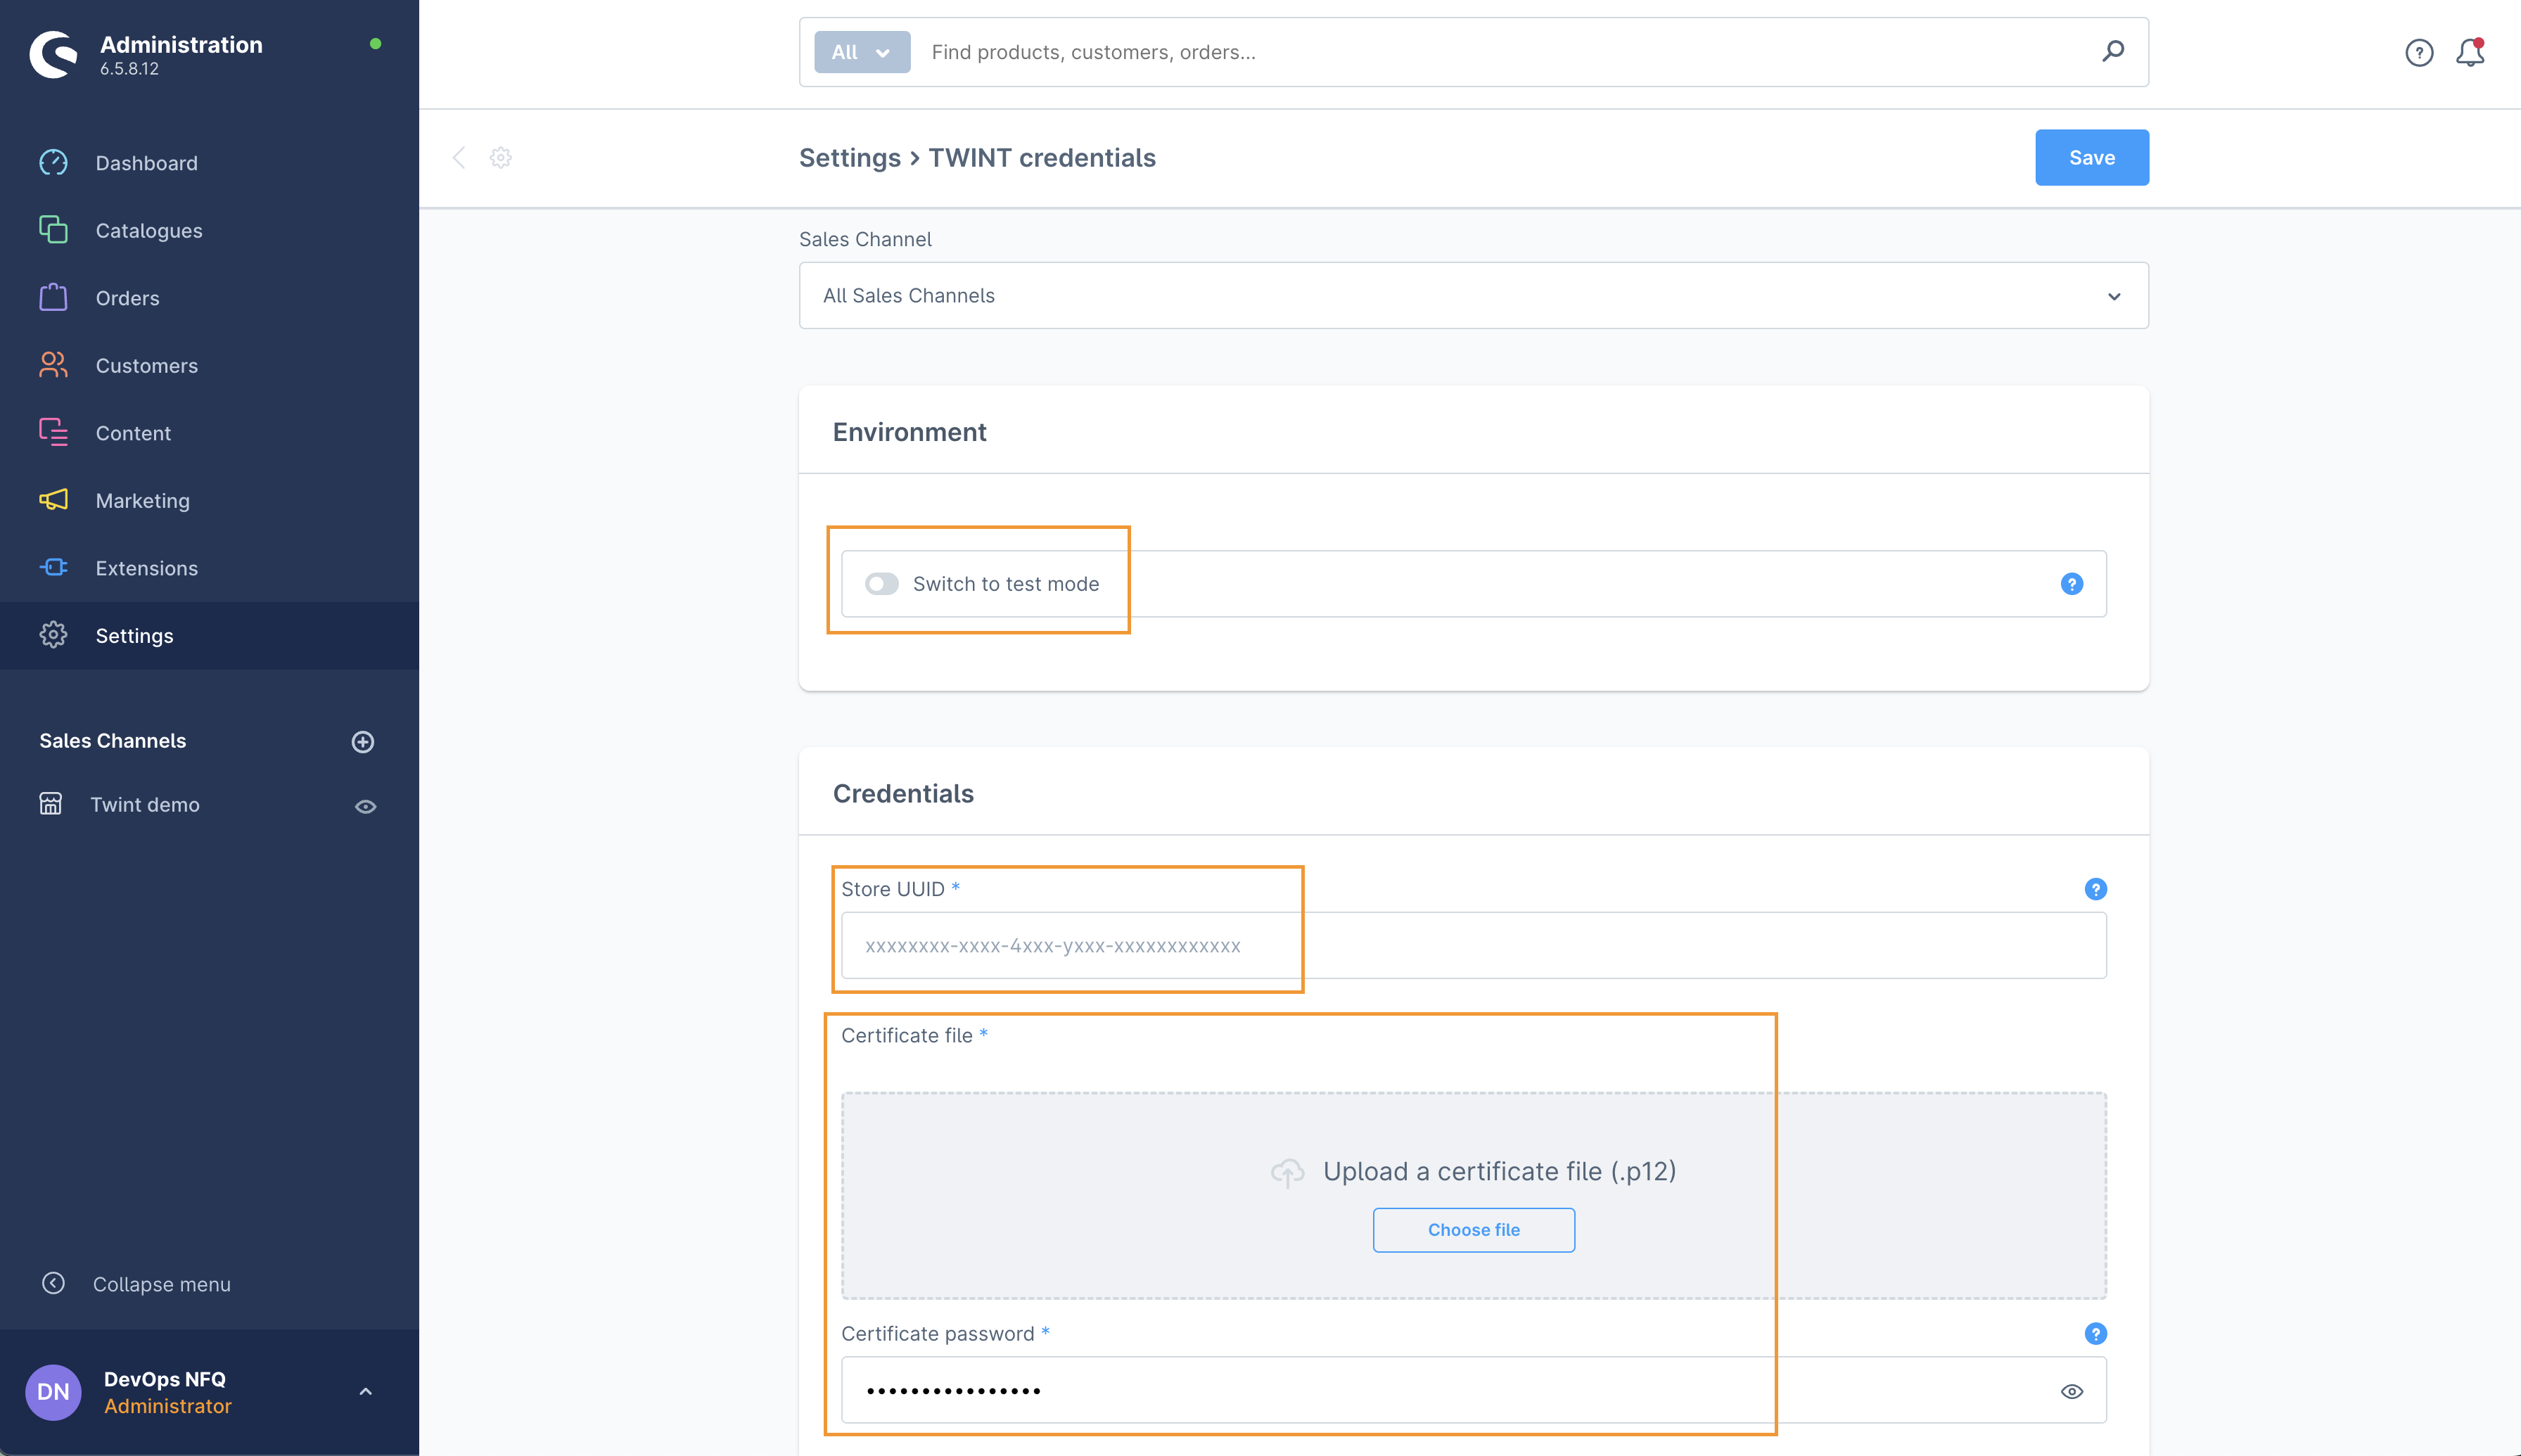 Administration
6.5.8.12
All
Find products, customers, orders...
Settings > TWINT credentials
Save
Dashboard
Catalogues
Orders
Customers
Content
Marketing
Extensions
Settings
Sales Channels
Twint demo
Collapse menu
DN
DevOps NFQ
Administrator
Sales Channel
All Sales Channels
Environment
Switch to test mode
?
Credentials
Store UUID *
?
xxxxxxxx-xxxx-4xxx-yxxx-xxxxxxxxxxxx
Certificate file *
Upload a certificate file (.p12)
Choose file
Certificate password *
?
••••••••••••••••